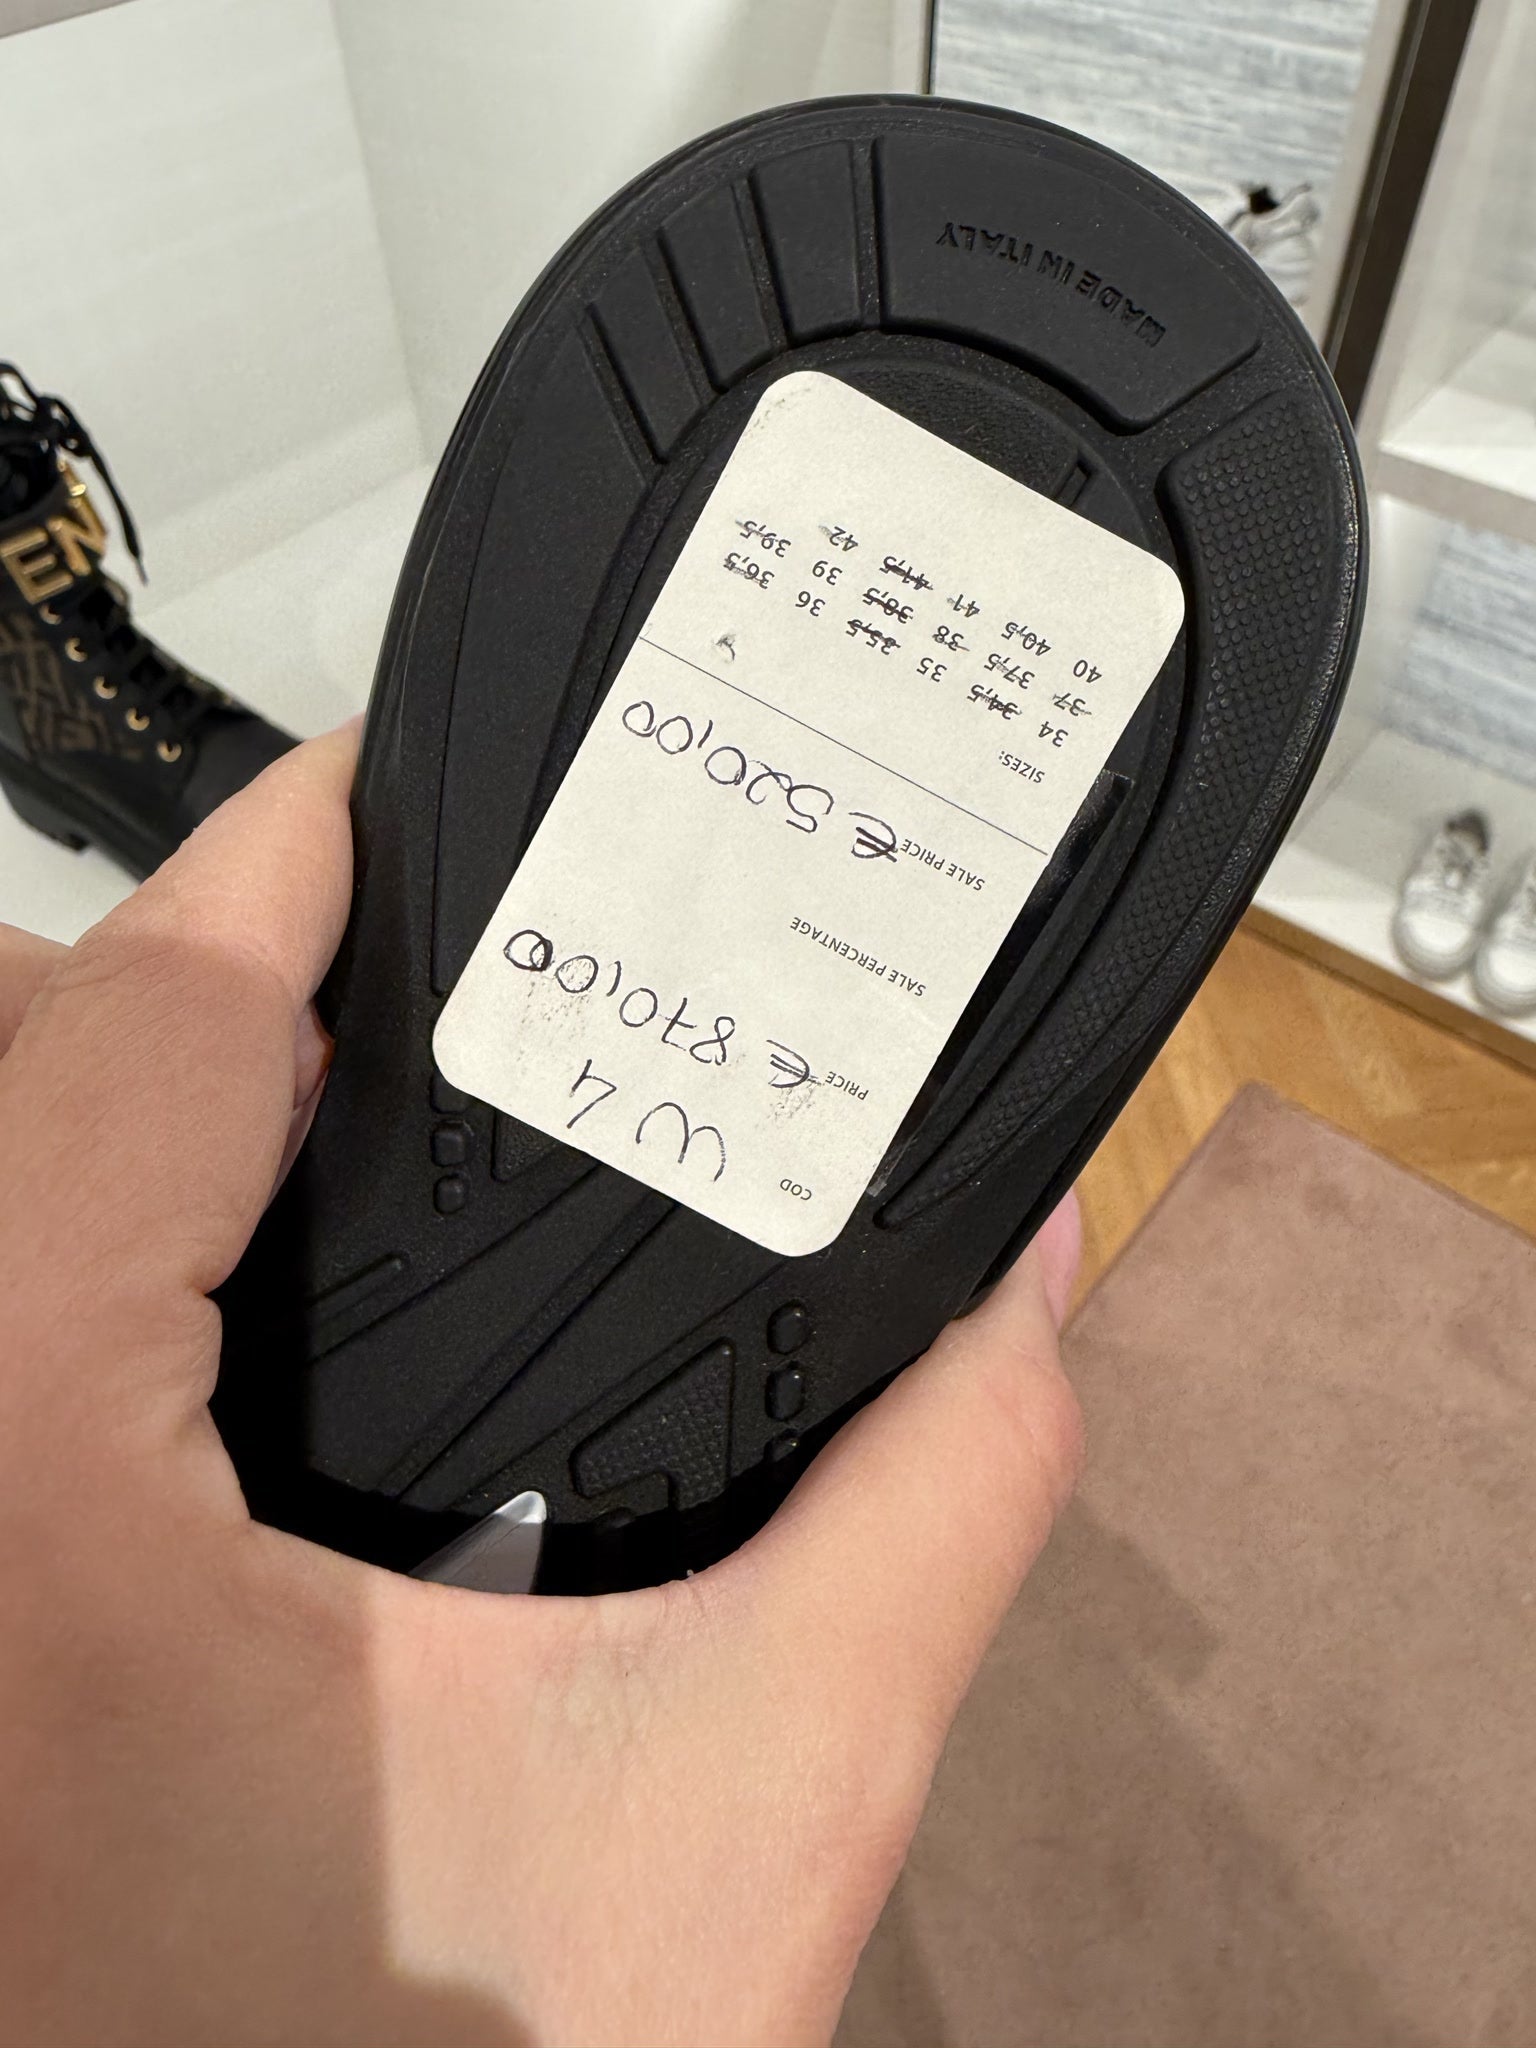 COD W4
PRICE € 870,00
SALE PERCENTAGE
SALE PRICE € 520,00
SIZES:
34 34,5 35 35,5 36 36,5
37 37,5 38 38,5 39 39,5
40 40,5 41 41,5 42
MADE IN ITALY
EN